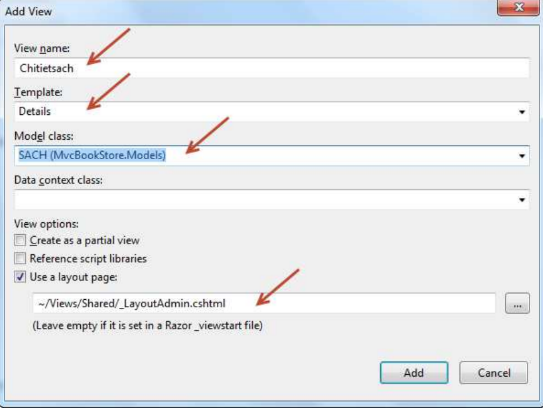 Add View
View name:
Chitietsach
Template:
Details
Model class:
SACH (MvcBookStore.Models)
Data context class:
View options:
Create as a partial view
Reference script libraries
Use a layout page:
~/Views/Shared/_LayoutAdmin.cshtml
...
(Leave empty if it is set in a Razor _viewstart file)
Add Cancel